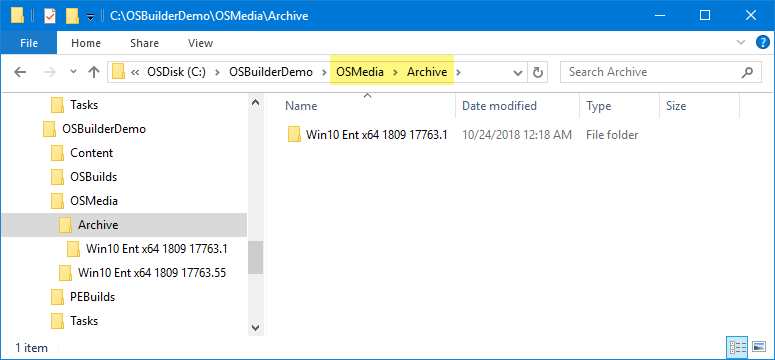 C:\OSBuilderDemo\OSMedia\Archive
File Home Share View
OSDisk (C:) OSBuilderDemo OSMedia Archive Search Archive
Tasks
OSBuilderDemo
Content
OSBuilds
OSMedia
Archive
Win10 Ent x64 1809 17763.1
Win10 Ent x64 1809 17763.55
PEBuilds
Tasks
Name Date modified Type Size
Win10 Ent x64 1809 17763.1 10/24/2018 12:18 AM File folder
1 item